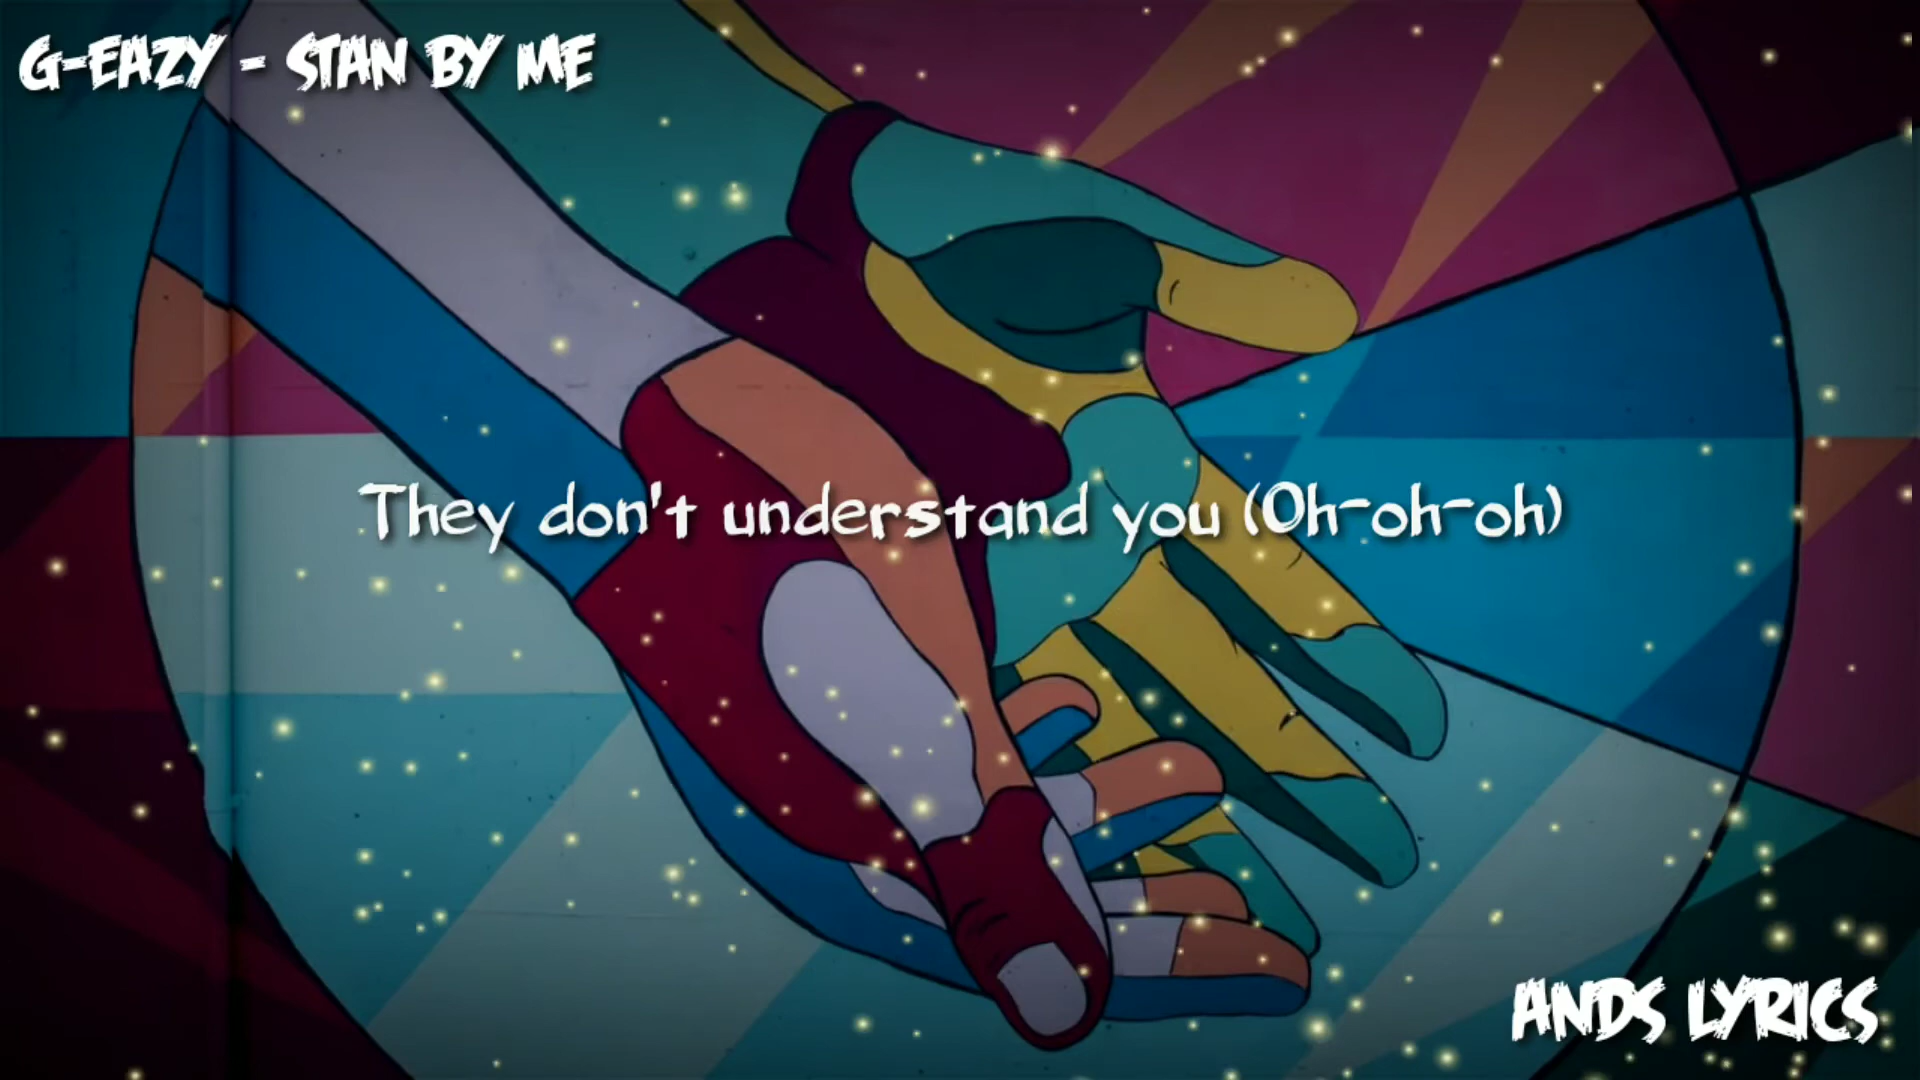 G-EAZY - STAN BY ME
They don't understand you (Oh-oh-oh)
ANDS LYRICS